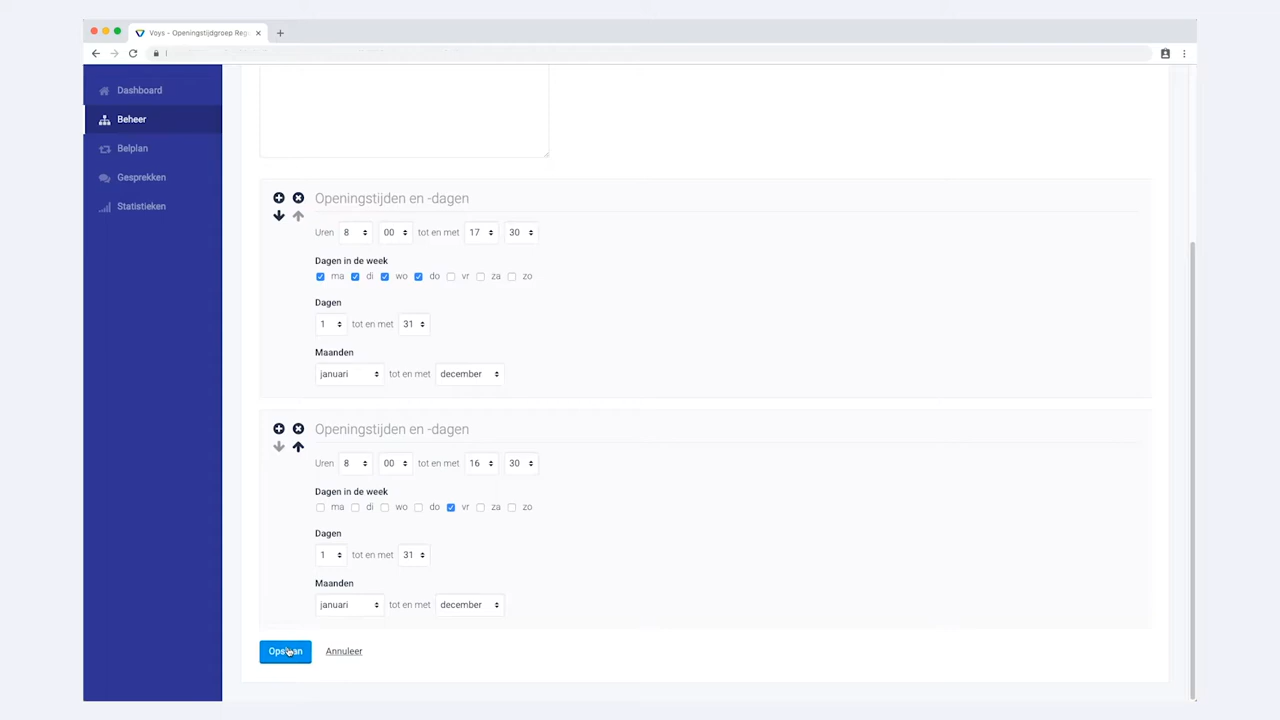 Voys - Openingstijdgroep Reg
Dashboard
Beheer
Belplan
Gesprekken
Statistieken
Openingstijden en -dagen
Uren 8 00 tot en met 17 30
Dagen in de week
ma di wo do vr za zo
Dagen
1 tot en met 31
Maanden
januari tot en met december
Openingstijden en -dagen
Uren 8 00 tot en met 16 30
Dagen in de week
ma di wo do vr za zo
Dagen
1 tot en met 31
Maanden
januari tot en met december
Opslaan Annuleer